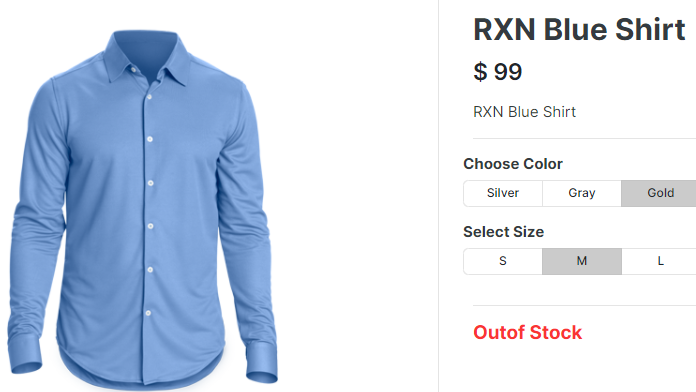 RXN Blue Shirt
$ 99
RXN Blue Shirt
Choose Color
Silver Gray Gold
Select Size
S M L
Outof Stock